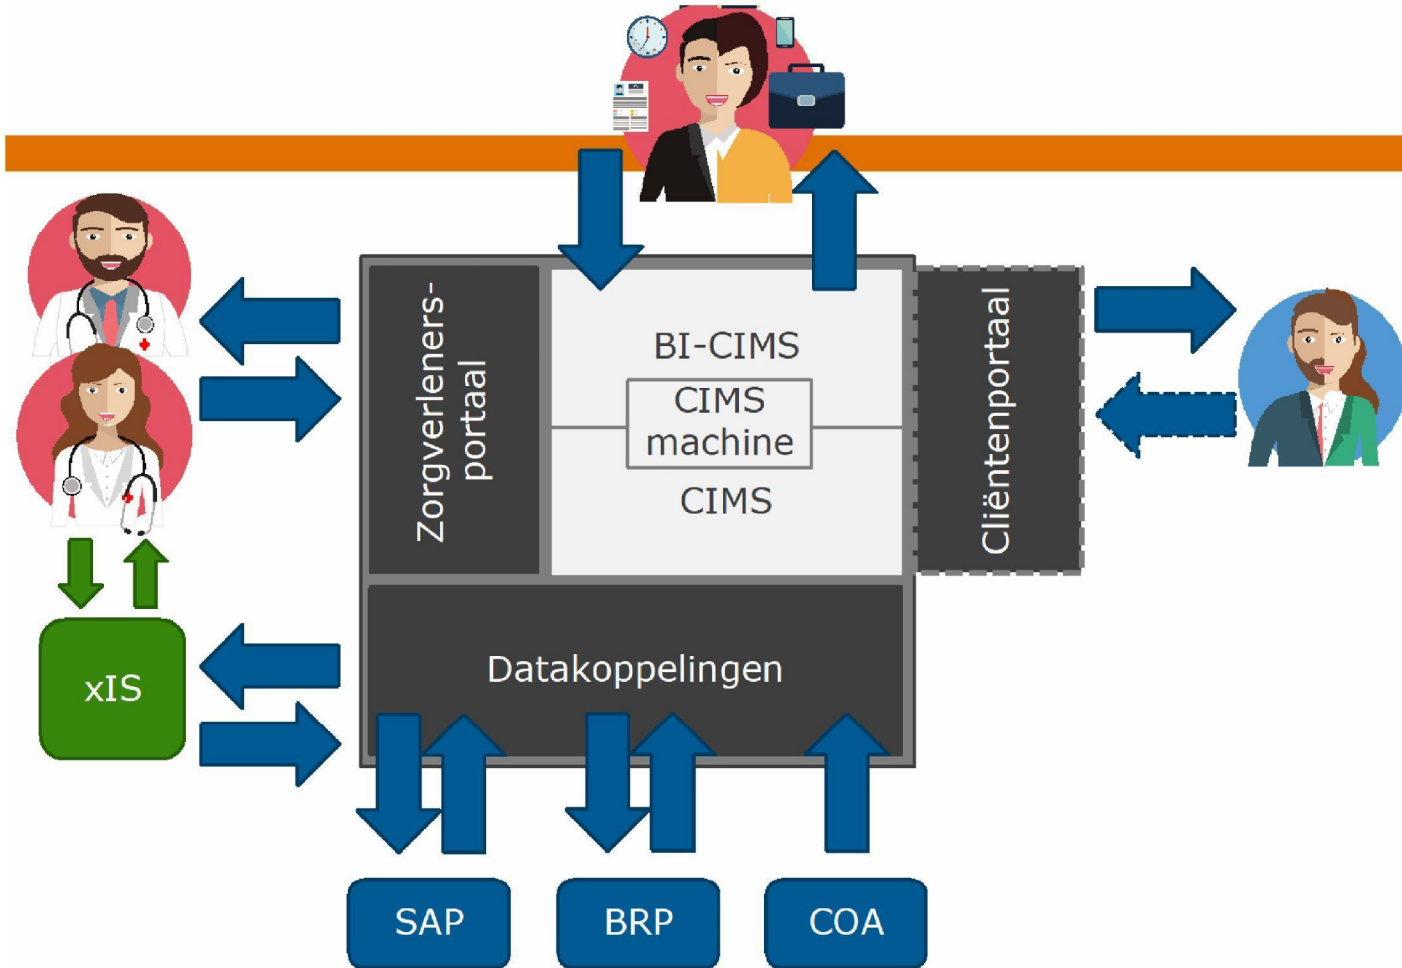 Zorgverleners-
portaal
BI-CIMS
CIMS
machine
CIMS
Cliëntenportaal
Datakoppelingen
xIS
SAP
BRP
COA